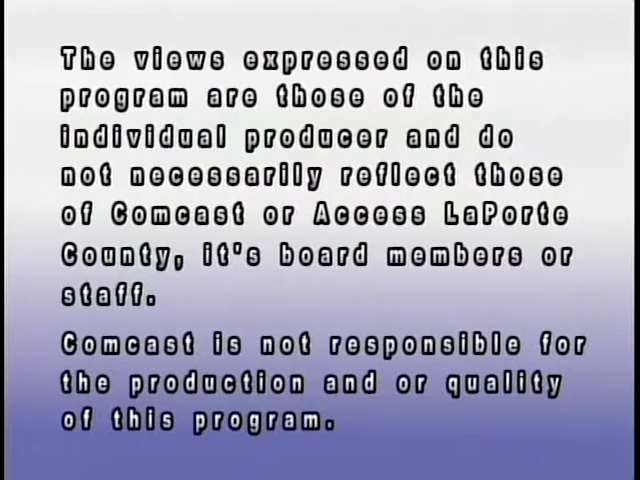 The views expressed on this
program are those of the
individual producer and do
not necessarily reflect those
of Comcast or Access LaPorte
County, it's board members or
staff.
Comcast is not responsible for
the production and or quality
of this program.